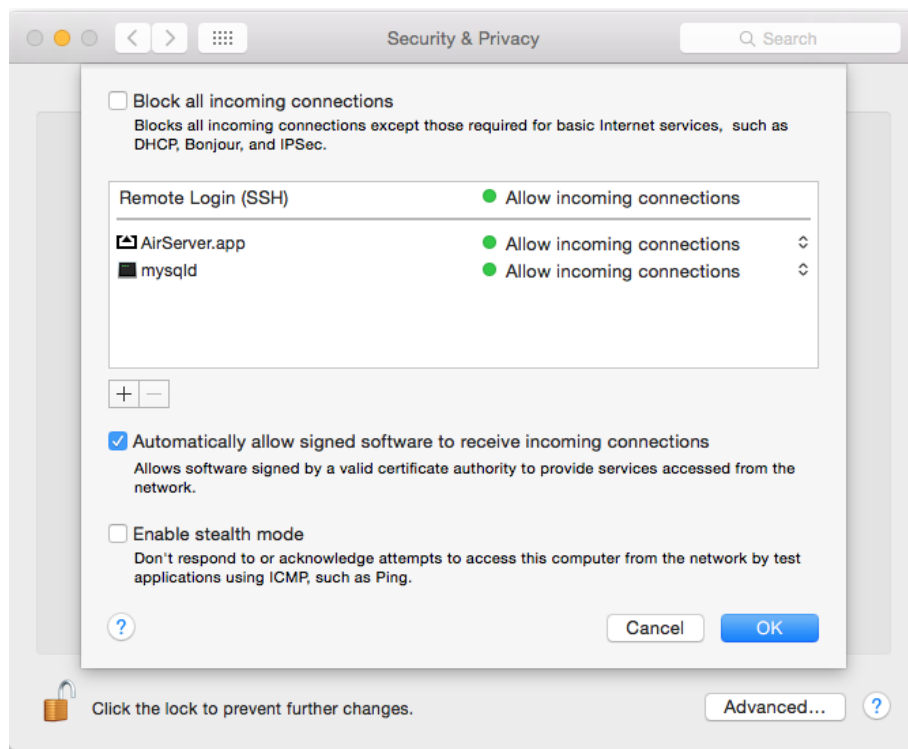 Security & Privacy
Search
Block all incoming connections
Blocks all incoming connections except those required for basic Internet services, such as
DHCP, Bonjour, and IPSec.
Remote Login (SSH) Allow incoming connections
AirServer.app Allow incoming connections
mysqld Allow incoming connections
+ −
Automatically allow signed software to receive incoming connections
Allows software signed by a valid certificate authority to provide services accessed from the
network.
Enable stealth mode
Don't respond to or acknowledge attempts to access this computer from the network by test
applications using ICMP, such as Ping.
? Cancel OK
Click the lock to prevent further changes. Advanced... ?